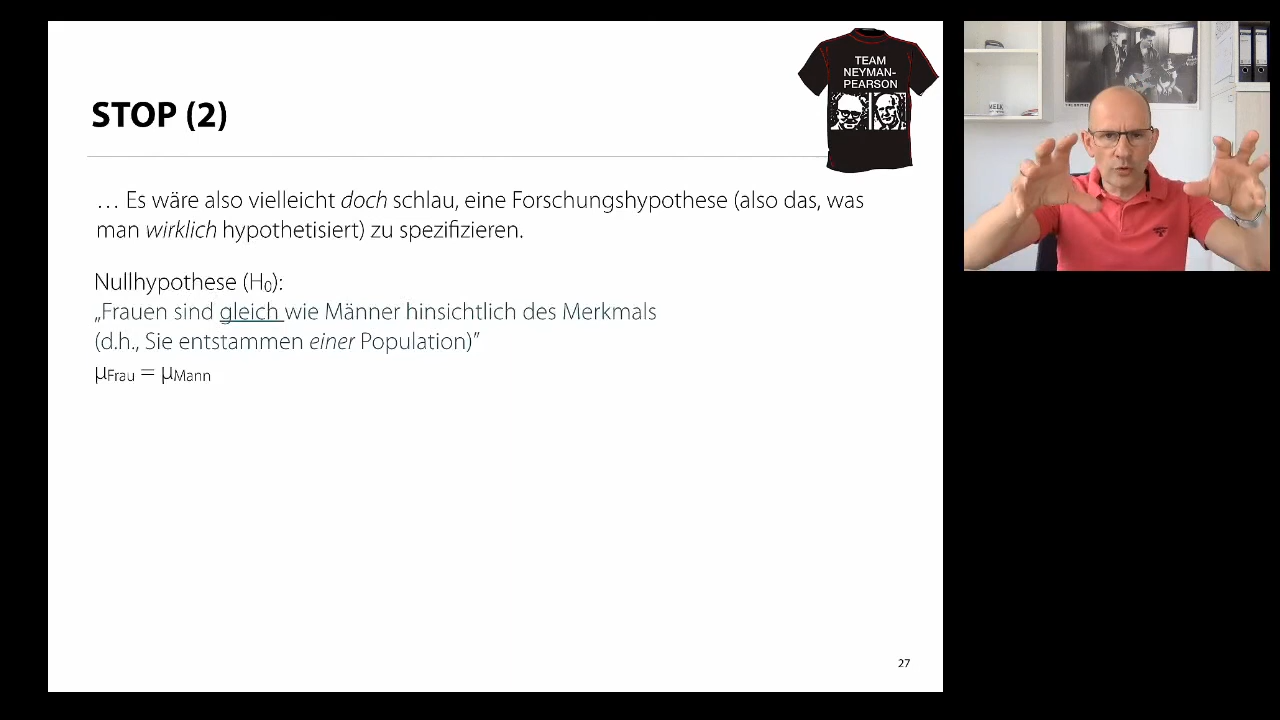 TEAM
NEYMAN-
PEARSON
STOP (2)
… Es wäre also vielleicht doch schlau, eine Forschungshypothese (also das, was
man wirklich hypothetisiert) zu spezifizieren.
Nullhypothese (H₀):
„Frauen sind gleich wie Männer hinsichtlich des Merkmals
(d.h., Sie entstammen einer Population)”
μFrau = μMann
27